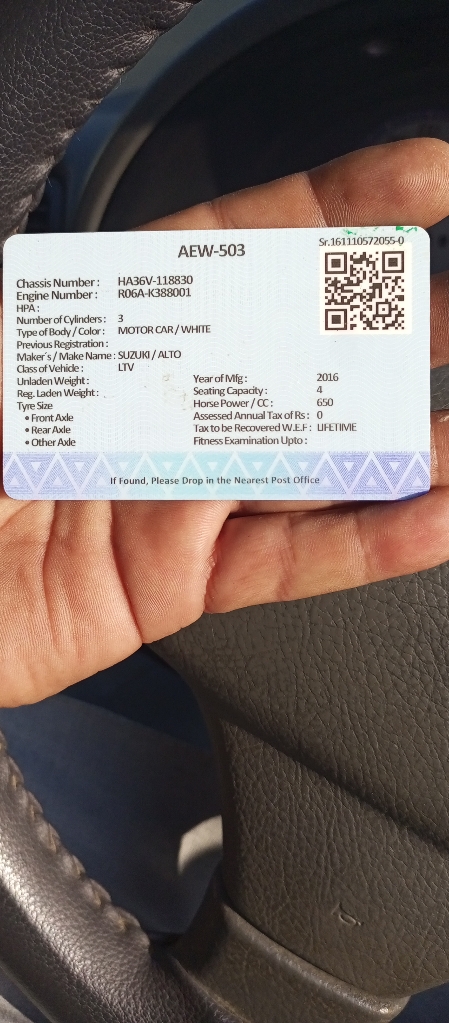 AEW-503
Sr.161110572055-0
Chassis Number : HA36V-118830
Engine Number : R06A-K388001
HPA :
Number of Cylinders : 3
Type of Body / Color : MOTOR CAR / WHITE
Previous Registration :
Maker's / Make Name : SUZUKI / ALTO
Class of Vehicle : LTV
Unladen Weight :
Reg. Laden Weight :
Tyre Size
• Front Axle
• Rear Axle
• Other Axle
Year of Mfg : 2016
Seating Capacity : 4
Horse Power / CC : 650
Assessed Annual Tax of Rs : 0
Tax to be Recovered W.E.F : LIFETIME
Fitness Examination Upto :
If Found, Please Drop in the Nearest Post Office